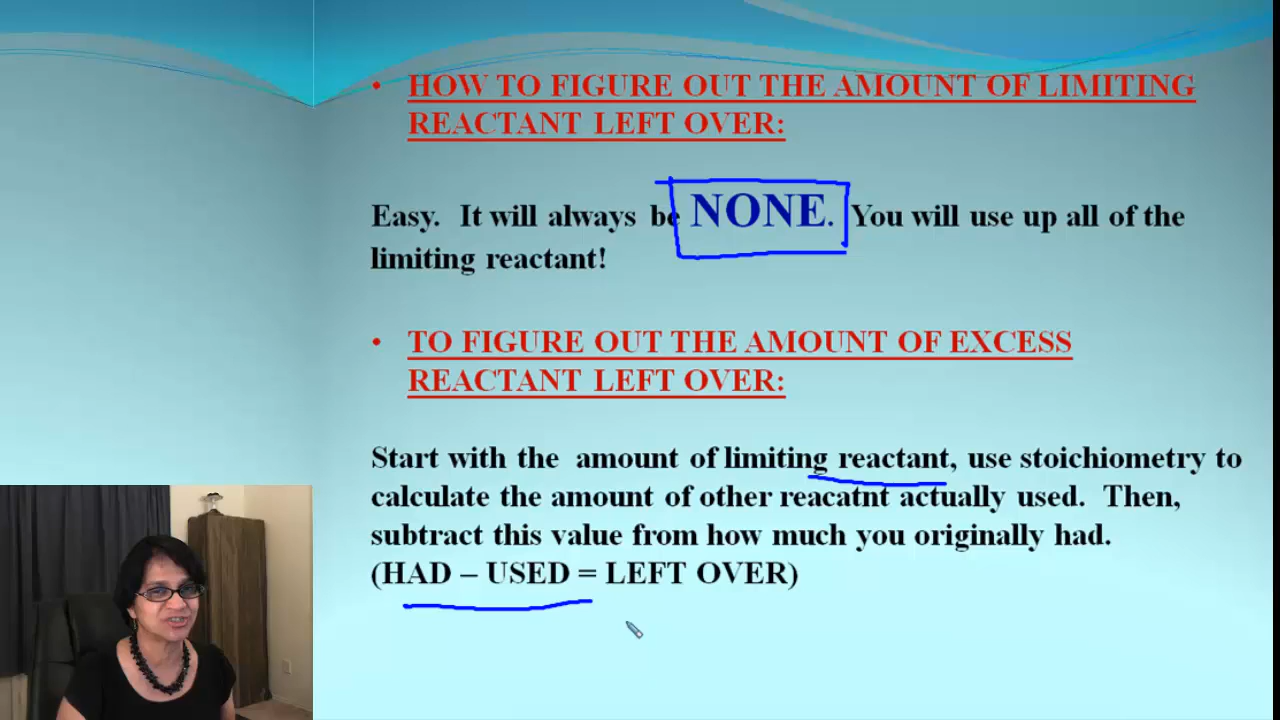 • HOW TO FIGURE OUT THE AMOUNT OF LIMITING
REACTANT LEFT OVER:
Easy. It will always be NONE. You will use up all of the
limiting reactant!
• TO FIGURE OUT THE AMOUNT OF EXCESS
REACTANT LEFT OVER:
Start with the amount of limiting reactant, use stoichiometry to
calculate the amount of other reacatnt actually used. Then,
subtract this value from how much you originally had.
(HAD – USED = LEFT OVER)